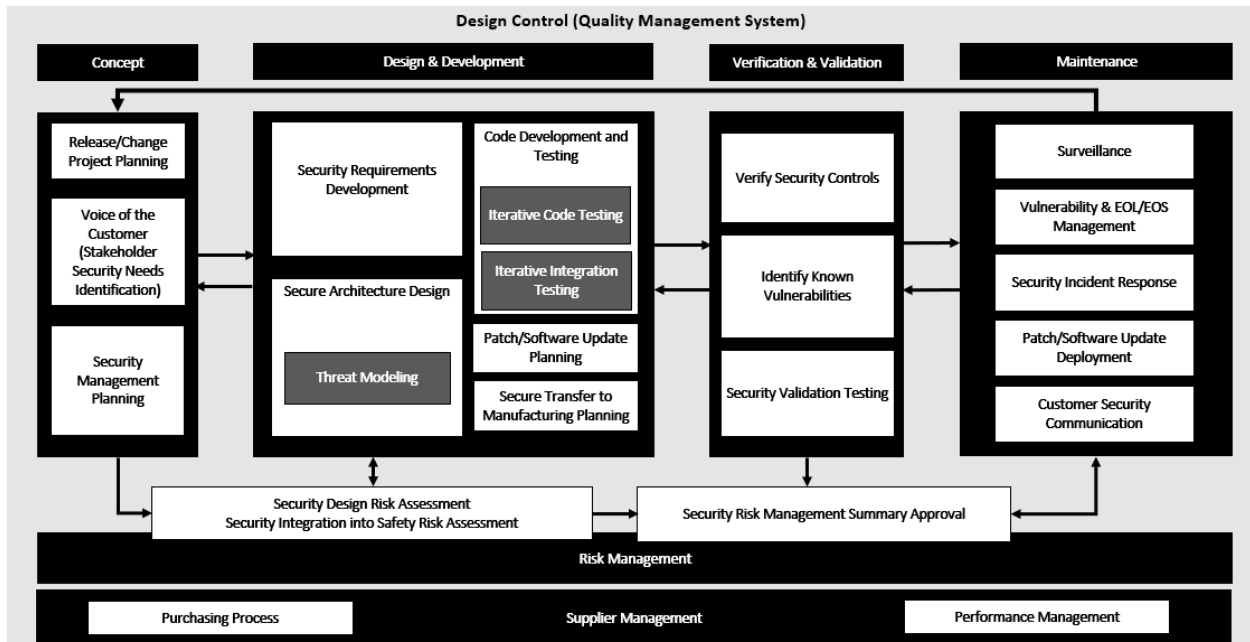 Design Control (Quality Management System)
Concept
Design & Development
Verification & Validation
Maintenance
Release/Change
Project Planning
Voice of the
Customer
(Stakeholder
Security Needs
Identification)
Security
Management
Planning
Security Requirements
Development
Secure Architecture Design
Threat Modeling
Code Development and
Testing
Iterative Code Testing
Iterative Integration
Testing
Patch/Software Update
Planning
Secure Transfer to
Manufacturing Planning
Verify Security Controls
Identify Known
Vulnerabilities
Security Validation Testing
Surveillance
Vulnerability & EOL/EOS
Management
Security Incident Response
Patch/Software Update
Deployment
Customer Security
Communication
Security Design Risk Assessment
Security Integration into Safety Risk Assessment
Security Risk Management Summary Approval
Risk Management
Purchasing Process
Supplier Management
Performance Management